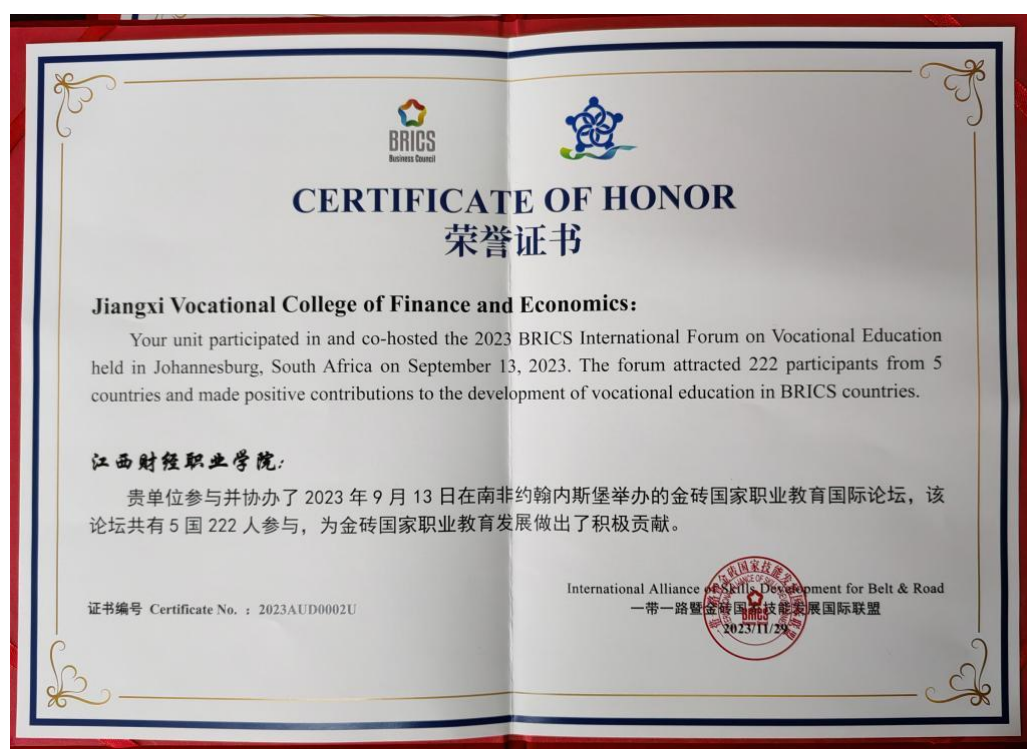 BRICS
Business Council
CERTIFICATE OF HONOR
荣誉证书
Jiangxi Vocational College of Finance and Economics:
Your unit participated in and co-hosted the 2023 BRICS International Forum on Vocational Education
held in Johannesburg, South Africa on September 13, 2023. The forum attracted 222 participants from 5
countries and made positive contributions to the development of vocational education in BRICS countries.
江西财经职业学院:
贵单位参与并协办了 2023 年 9 月 13 日在南非约翰内斯堡举办的金砖国家职业教育国际论坛，该
论坛共有 5 国 222 人参与，为金砖国家职业教育发展做出了积极贡献。
International Alliance of Skills Development for Belt & Road
一带一路暨金砖国家技能发展国际联盟
2023/11/29
BRICS
证书编号 Certificate No. : 2023AUD0002U